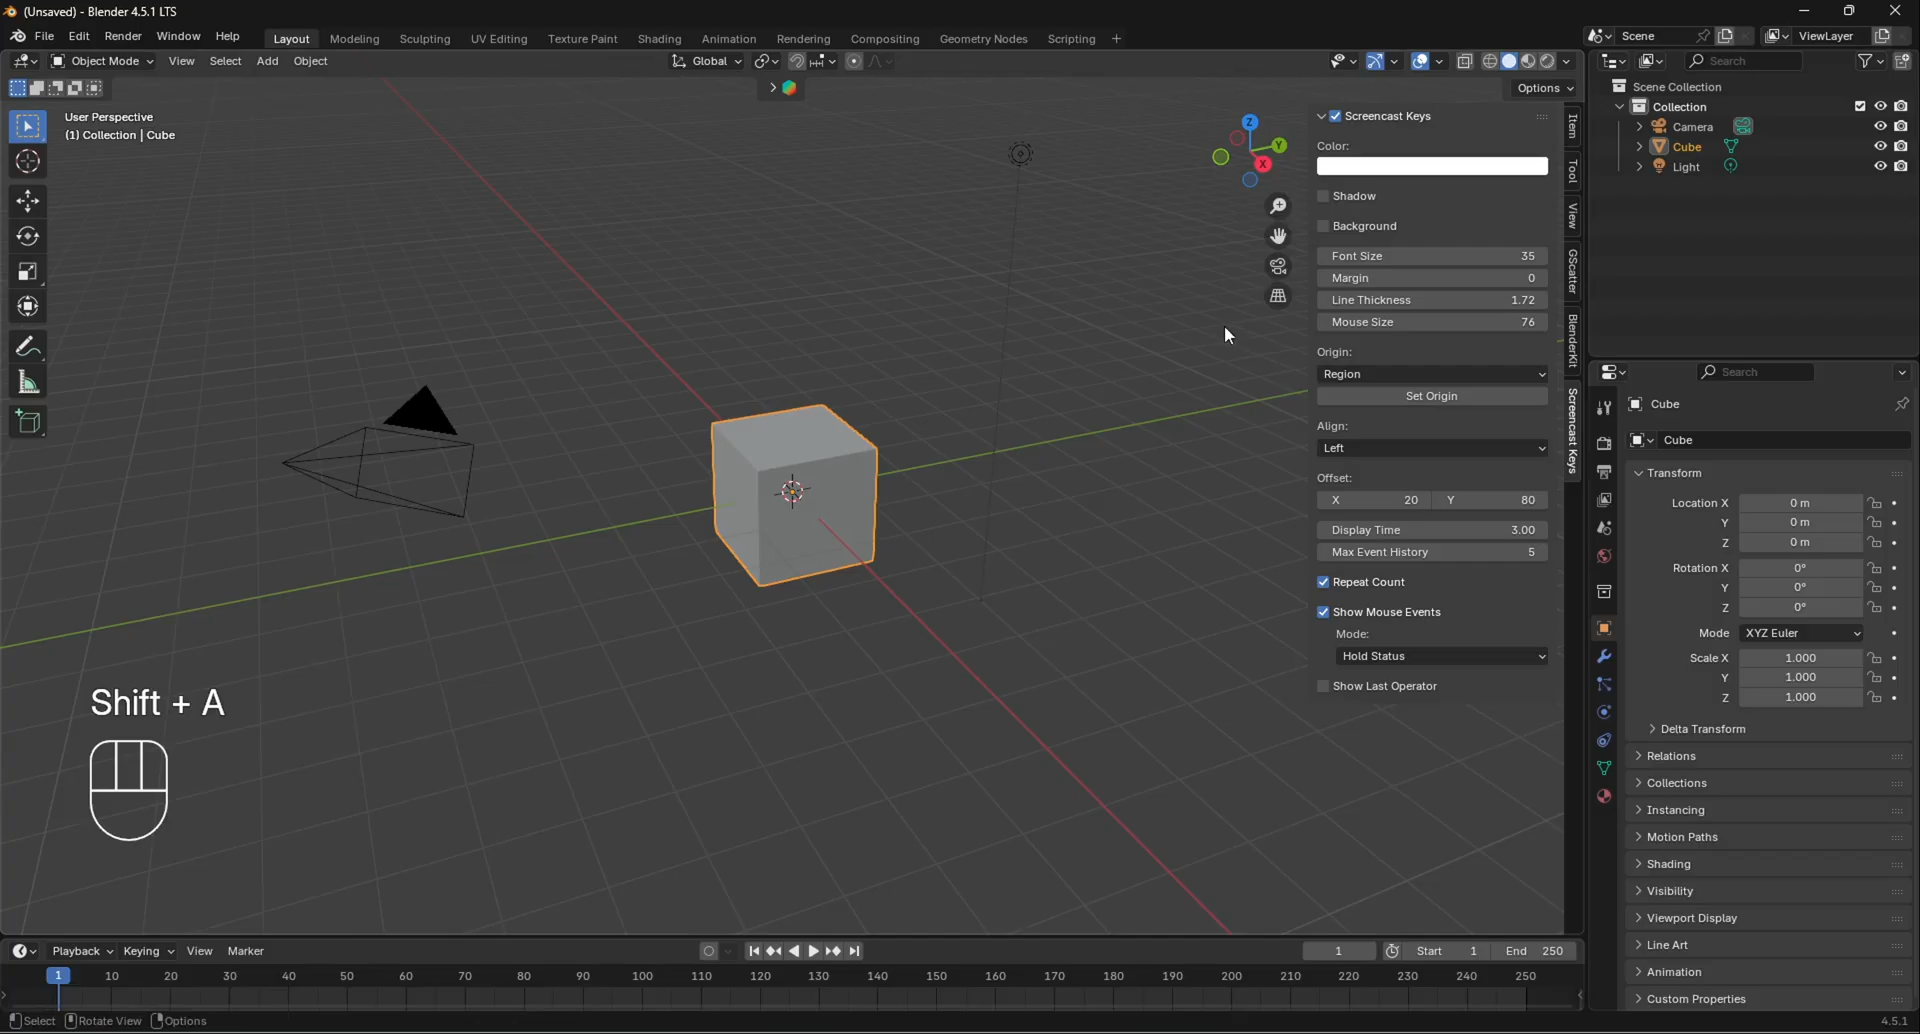 (Unsaved) - Blender 4.5.1 LTS
File Edit Render Window Help
Layout Modeling Sculpting UV Editing Texture Paint Shading Animation Rendering Compositing Geometry Nodes Scripting +
Scene
ViewLayer
Object Mode View Select Add Object
Global
Search
Options
User Perspective
(1) Collection | Cube
Z
Y
X
Screencast Keys
Color:
Shadow
Background
Font Size 35
Margin 0
Line Thickness 1.72
Mouse Size 76
Origin:
Region
Set Origin
Align:
Left
Offset:
X 20 Y 80
Display Time 3.00
Max Event History 5
Repeat Count
Show Mouse Events
Mode:
Hold Status
Show Last Operator
Item
Tool
View
GScatter
BlenderKit
Screencast Keys
Scene Collection
Collection
Camera
Cube
Light
Search
Cube
Cube
Transform
Location X 0 m
Y 0 m
Z 0 m
Rotation X 0°
Y 0°
Z 0°
Mode XYZ Euler
Scale X 1.000
Y 1.000
Z 1.000
Delta Transform
Relations
Collections
Instancing
Motion Paths
Shading
Visibility
Viewport Display
Line Art
Animation
Custom Properties
Shift + A
Playback Keying View Marker
1 Start 1 End 250
1 10 20 30 40 50 60 70 80 90 100 110 120 130 140 150 160 170 180 190 200 210 220 230 240 250
Select Rotate View Options
4.5.1